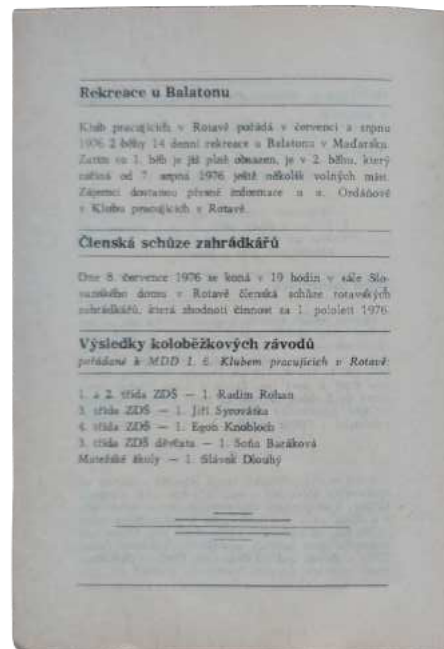 Rekreace u Balatonu
Klub pracujících v Rotavě pořádá v červenci a srpnu
1976 2 běhy 14 denní rekreace u Balatonu v Maďarsku.
Zatím co 1. běh je již plně obsazen, je v 2. běhu, který
začíná od 7. srpna 1976 ještě několik volných míst.
Zájemci dostanou přesné informace u s. Ordáňové
v Klubu pracujících v Rotavě.
Členská schůze zahrádkářů
Dne 8. července 1976 se koná v 19 hodin v sále Slo-
vanského domu v Rotavě členská schůze rotavských
zahrádkářů, která zhodnotí činnost za 1. pololetí 1976.
Výsledky koloběžkových závodů
pořádané k MDD 1. 6. Klubem pracujících v Rotavě:
1. a 2. třída ZDŠ — 1. Radim Rohan
3. třída ZDŠ — 1. Jiří Syrovátka
4. třída ZDŠ — 1. Egon Knobloch
3. třída ZDŠ děvčata — 1. Soňa Baráková
Mateřské školy — 1. Slávek Dlouhý